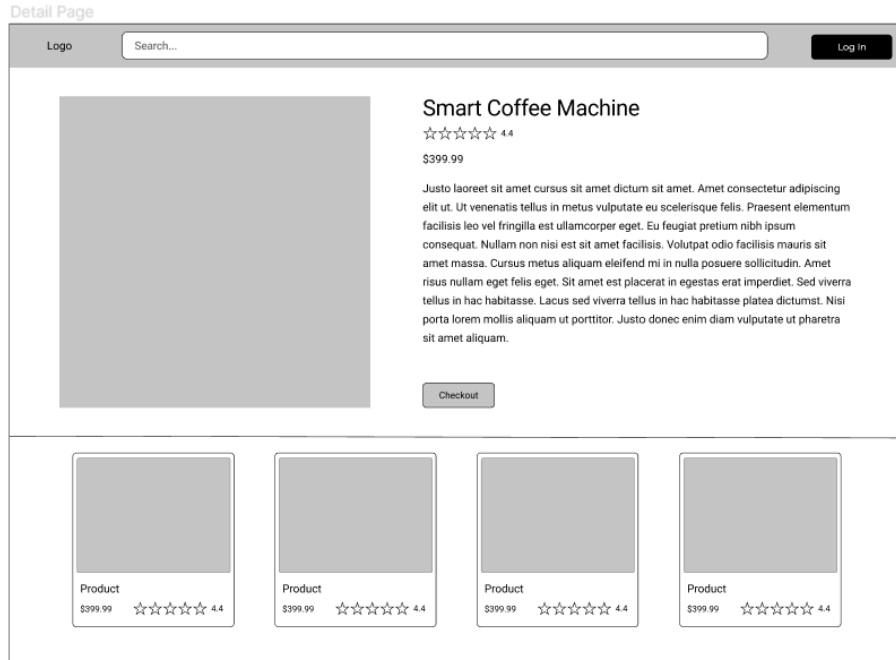 Detail Page
Logo
Search...
Log In
Smart Coffee Machine
4.4
$399.99
Justo laoreet sit amet cursus sit amet dictum sit amet. Amet consectetur adipiscing
elit ut. Ut venenatis tellus in metus vulputate eu scelerisque felis. Praesent elementum
facilisis leo vel fringilla est ullamcorper eget. Eu feugiat pretium nibh ipsum
consequat. Nullam non nisi est sit amet facilisis. Volutpat odio facilisis mauris sit
amet massa. Cursus metus aliquam eleifend mi in nulla posuere sollicitudin. Amet
risus nullam eget felis eget. Sit amet est placerat in egestas erat imperdiet. Sed viverra
tellus in hac habitasse. Lacus sed viverra tellus in hac habitasse platea dictumst. Nisi
porta lorem mollis aliquam ut porttitor. Justo donec enim diam vulputate ut pharetra
sit amet aliquam.
Checkout
Product
$399.99 4.4
Product
$399.99 4.4
Product
$399.99 4.4
Product
$399.99 4.4